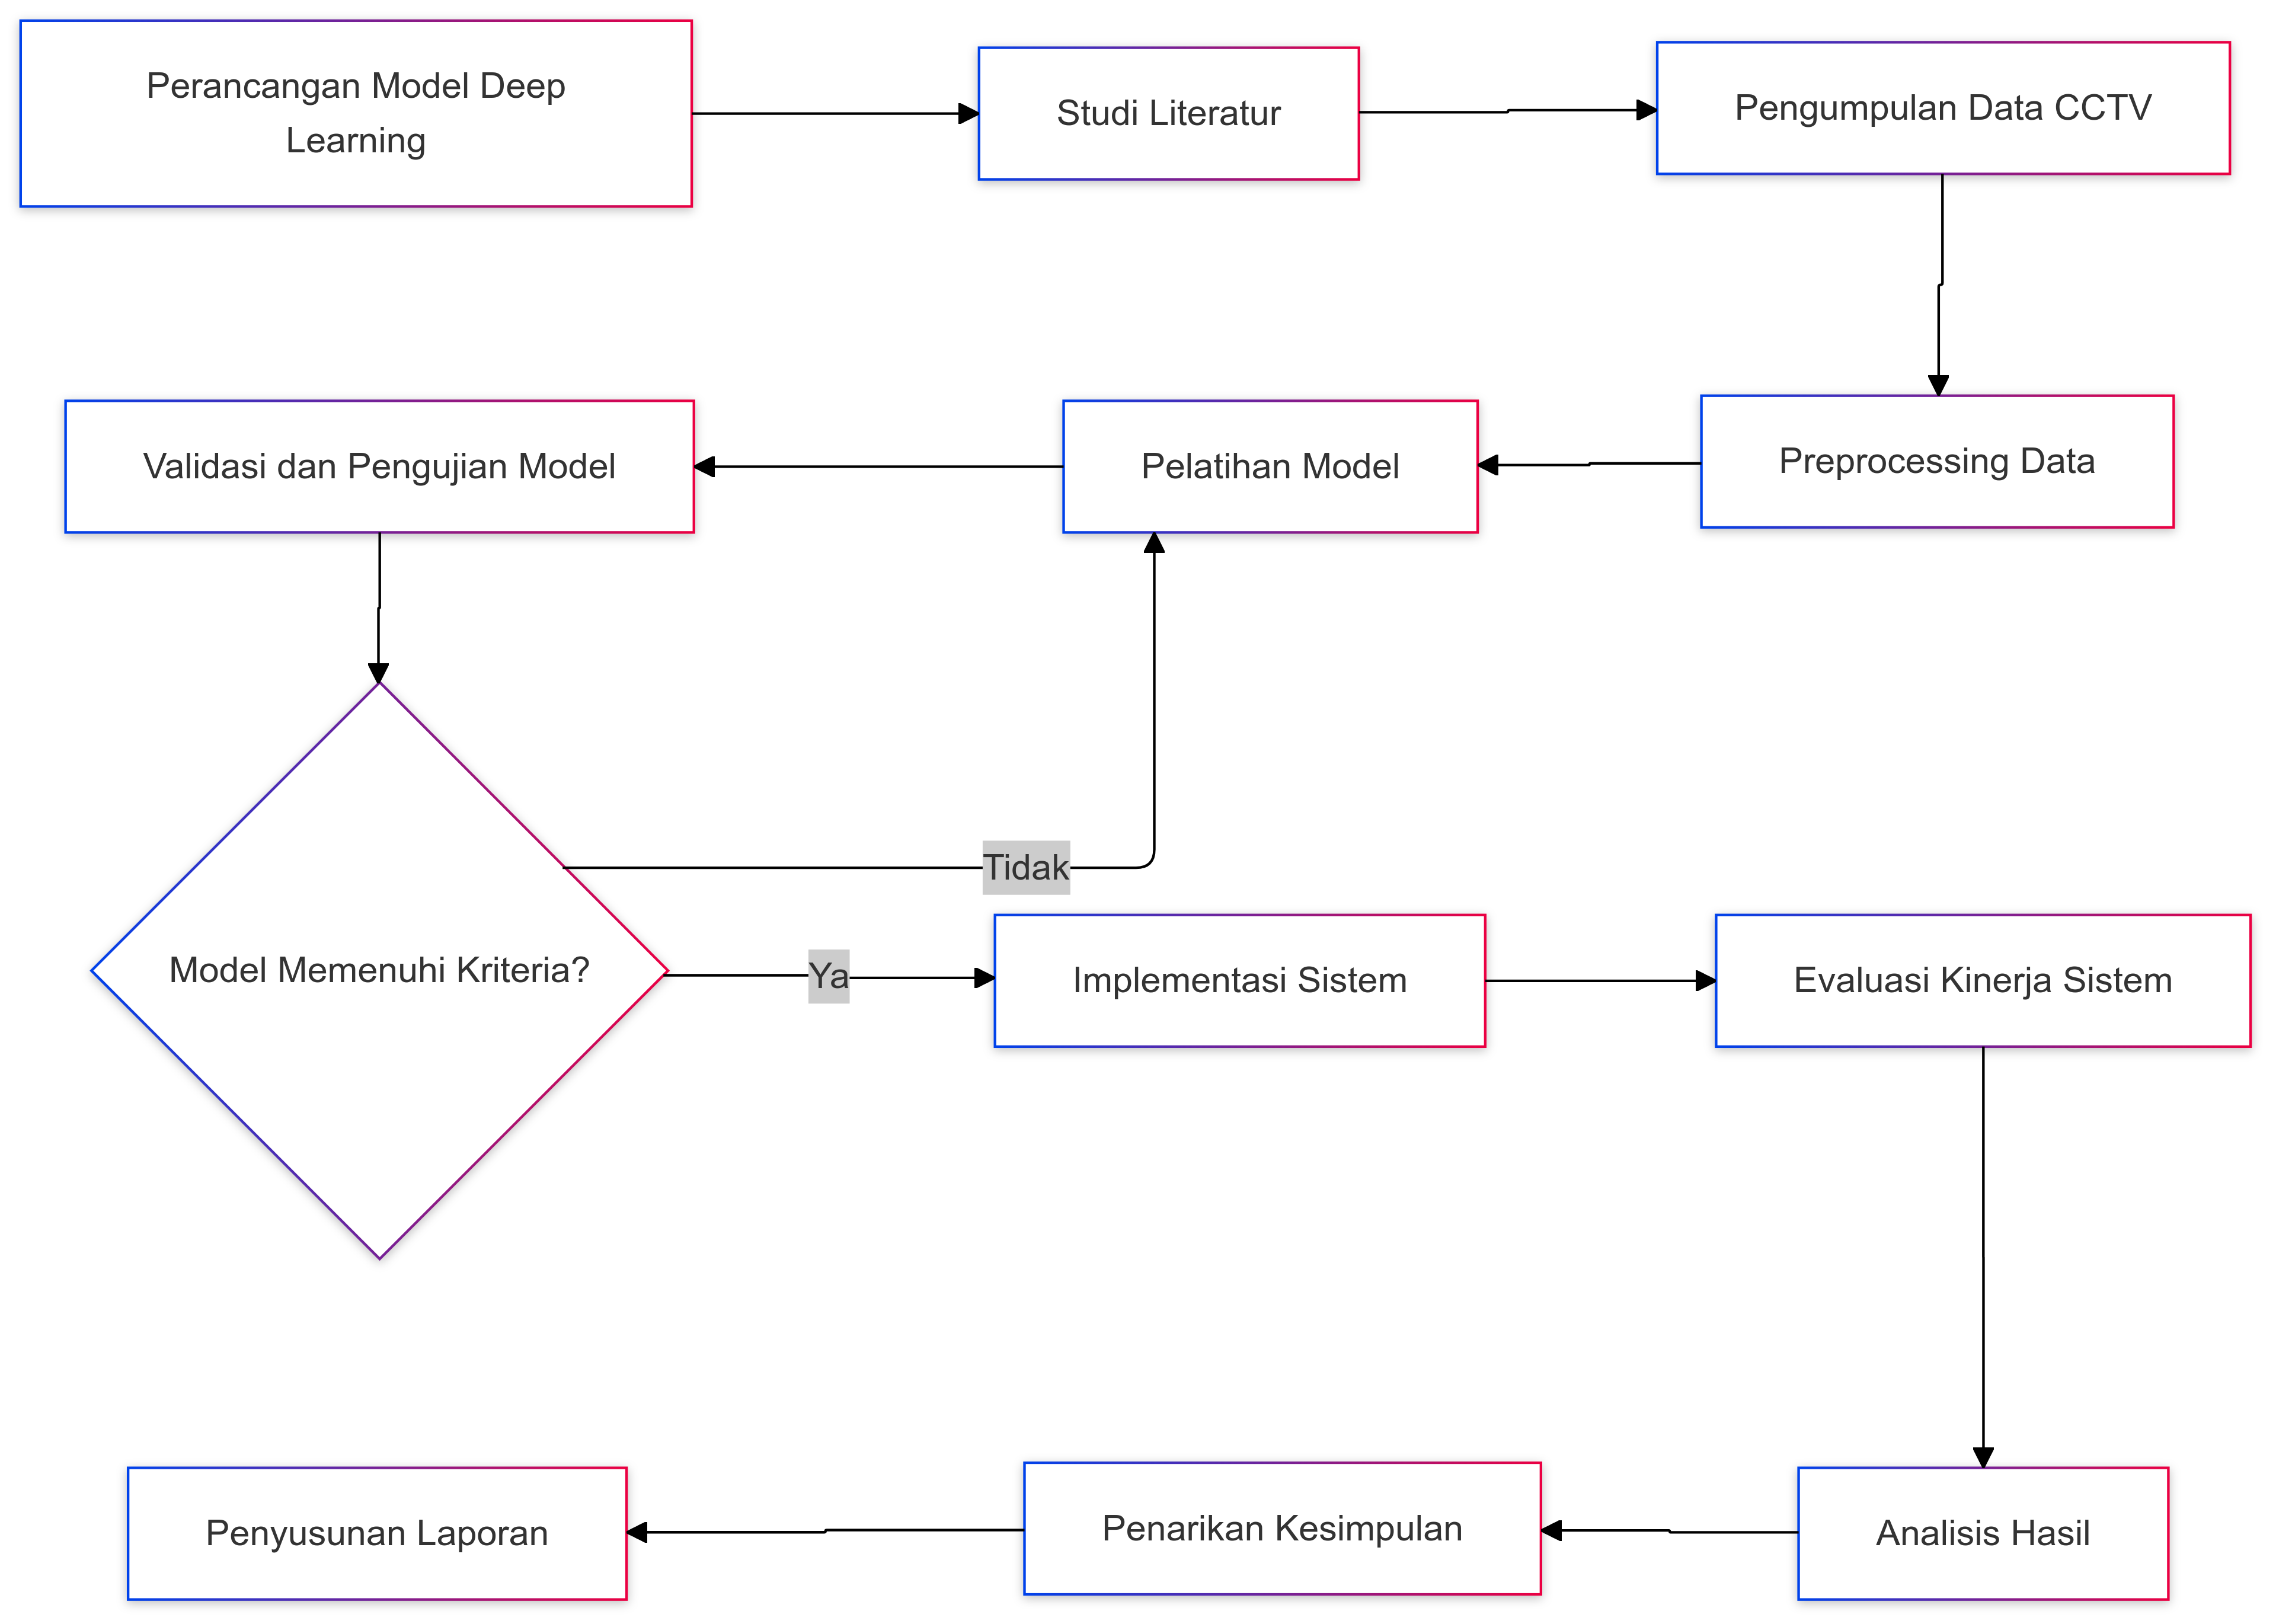 Perancangan Model Deep
Learning
Studi Literatur
Pengumpulan Data CCTV
Preprocessing Data
Pelatihan Model
Validasi dan Pengujian Model
Model Memenuhi Kriteria?
Tidak
Ya
Implementasi Sistem
Evaluasi Kinerja Sistem
Analisis Hasil
Penarikan Kesimpulan
Penyusunan Laporan